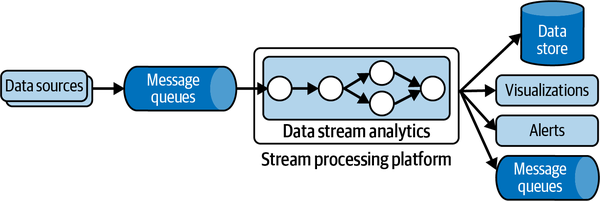 Data sources
Message
queues
Data stream analytics
Stream processing platform
Data
store
Visualizations
Alerts
Message
queues